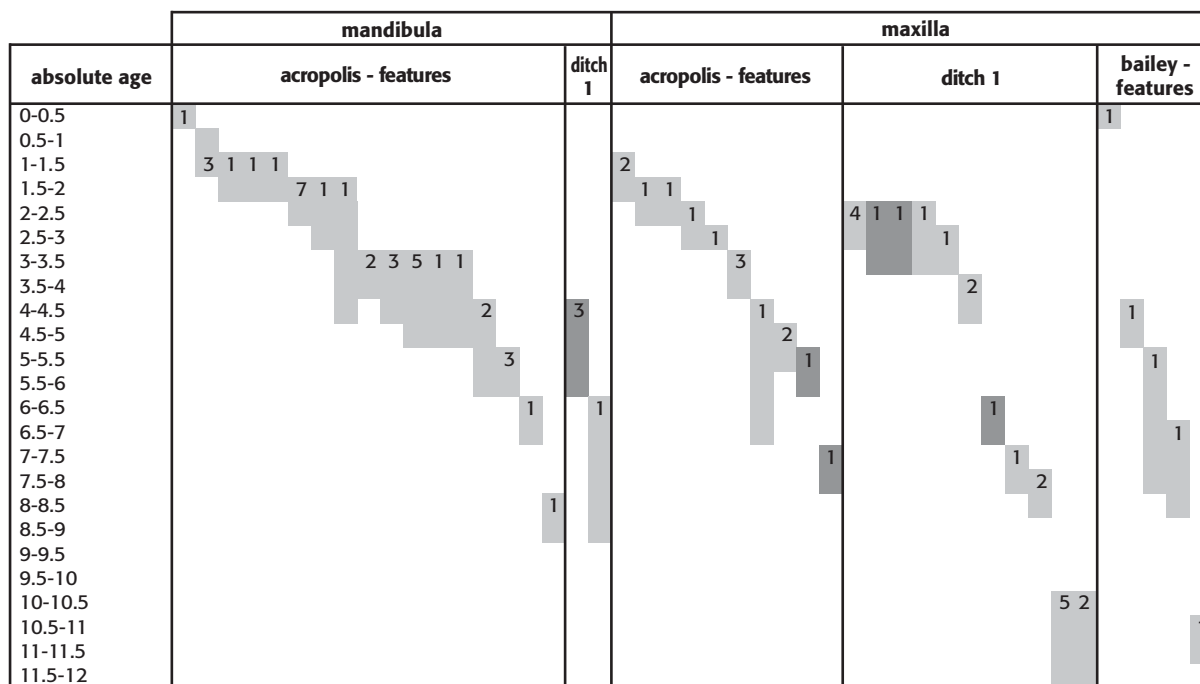 mandibula maxilla
absolute age acropolis - features ditch 1 acropolis - features ditch 1 bailey - features
0-0.5 1 1
0.5-1
1-1.5 3 1 1 1 2
1.5-2 7 1 1 1 1
2-2.5 1 4 1 1 1
2.5-3 1 1
3-3.5 2 3 5 1 1 3
3.5-4 2
4-4.5 2 3 1 1
4.5-5 2
5-5.5 3 1 1
5.5-6
6-6.5 1 1 1
6.5-7 1
7-7.5 1 1
7.5-8 2
8-8.5 1
8.5-9
9-9.5
9.5-10
10-10.5 5 2
10.5-11
11-11.5
11.5-12